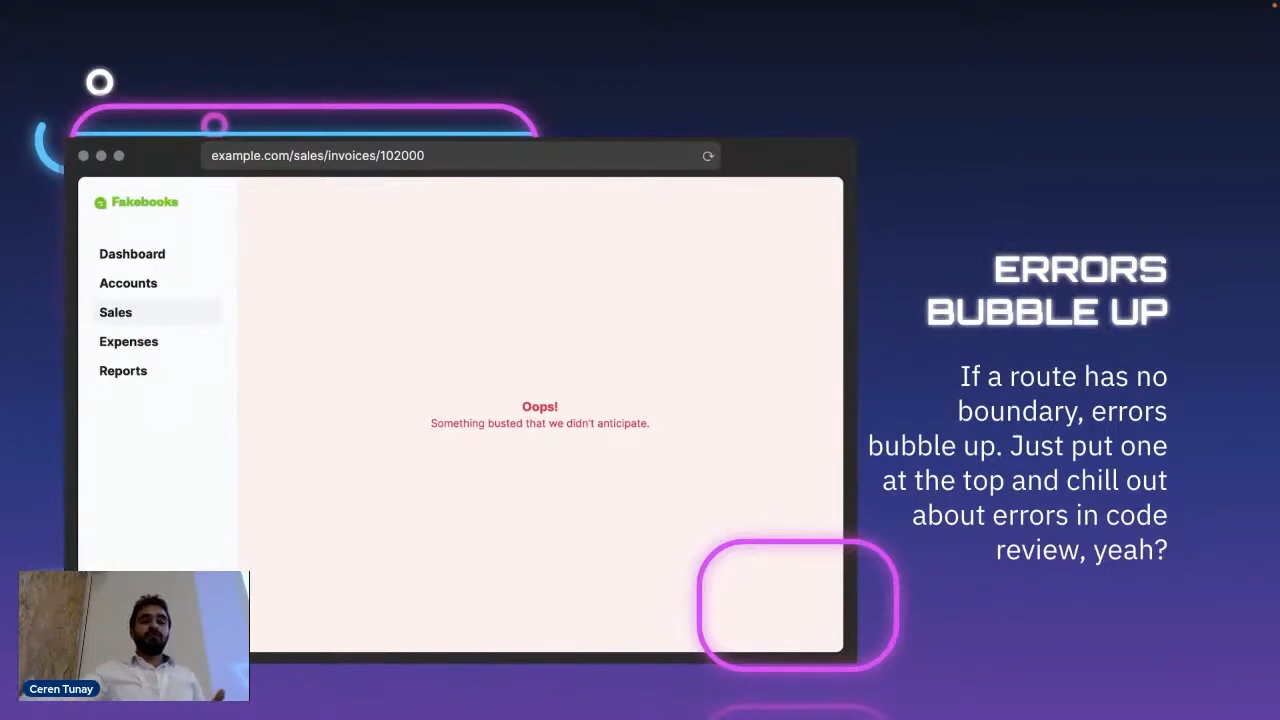 example.com/sales/invoices/102000
Fakebooks
Dashboard
Accounts
Sales
Expenses
Reports
Oops!
Something busted that we didn't anticipate.
ERRORS
BUBBLE UP
If a route has no
boundary, errors
bubble up. Just put one
at the top and chill out
about errors in code
review, yeah?
Ceren Tunay